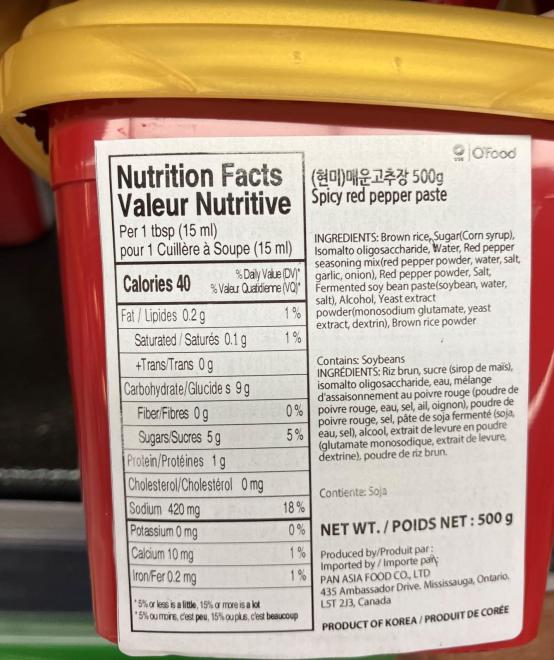 O'Food
Nutrition Facts
Valeur Nutritive
Per 1 tbsp (15 ml)
pour 1 Cuillère à Soupe (15 ml)
Calories 40
% Daily Value (DV)*
% Valeur Quotidienne (VQ)*
Fat / Lipides 0.2 g 1 %
Saturated / Saturés 0.1 g 1 %
+Trans/Trans 0 g
Carbohydrate/Glucide s 9 g
Fiber/Fibres 0 g 0 %
Sugars/Sucres 5 g 5 %
Protein/Protéines 1 g
Cholesterol/Cholestérol 0 mg
Sodium 420 mg 18 %
Potassium 0 mg 0 %
Calcium 10 mg 1 %
Iron/Fer 0.2 mg 1 %
*5% or less is a little, 15% or more is a lot
*5% ou moins, c'est peu, 15% ou plus, c'est beaucoup
(현미)매운고추장 500g
Spicy red pepper paste
INGREDIENTS: Brown rice, Sugar(Corn syrup),
Isomalto oligosaccharide, Water, Red pepper
seasoning mix(red pepper powder, water, salt,
garlic, onion), Red pepper powder, Salt,
Fermented soy bean paste(soybean, water,
salt), Alcohol, Yeast extract
powder(monosodium glutamate, yeast
extract, dextrin), Brown rice powder
Contains: Soybeans
INGRÉDIENTS: Riz brun, sucre (sirop de maïs),
isomalto oligosaccharide, eau, mélange
d'assaisonnement au poivre rouge (poudre de
poivre rouge, eau, sel, ail, oignon), poudre de
poivre rouge, sel, pâte de soja fermenté (soja,
eau, sel), alcool, extrait de levure en poudre
(glutamate monosodique, extrait de levure,
dextrine), poudre de riz brun.
Contiente: Soja
NET WT. / POIDS NET : 500 g
Produced by/Produit par :
Imported by / Importe par:
PAN ASIA FOOD CO., LTD
435 Ambassador Drive. Mississauga, Ontario.
L5T 2J3, Canada
PRODUCT OF KOREA / PRODUIT DE CORÉE